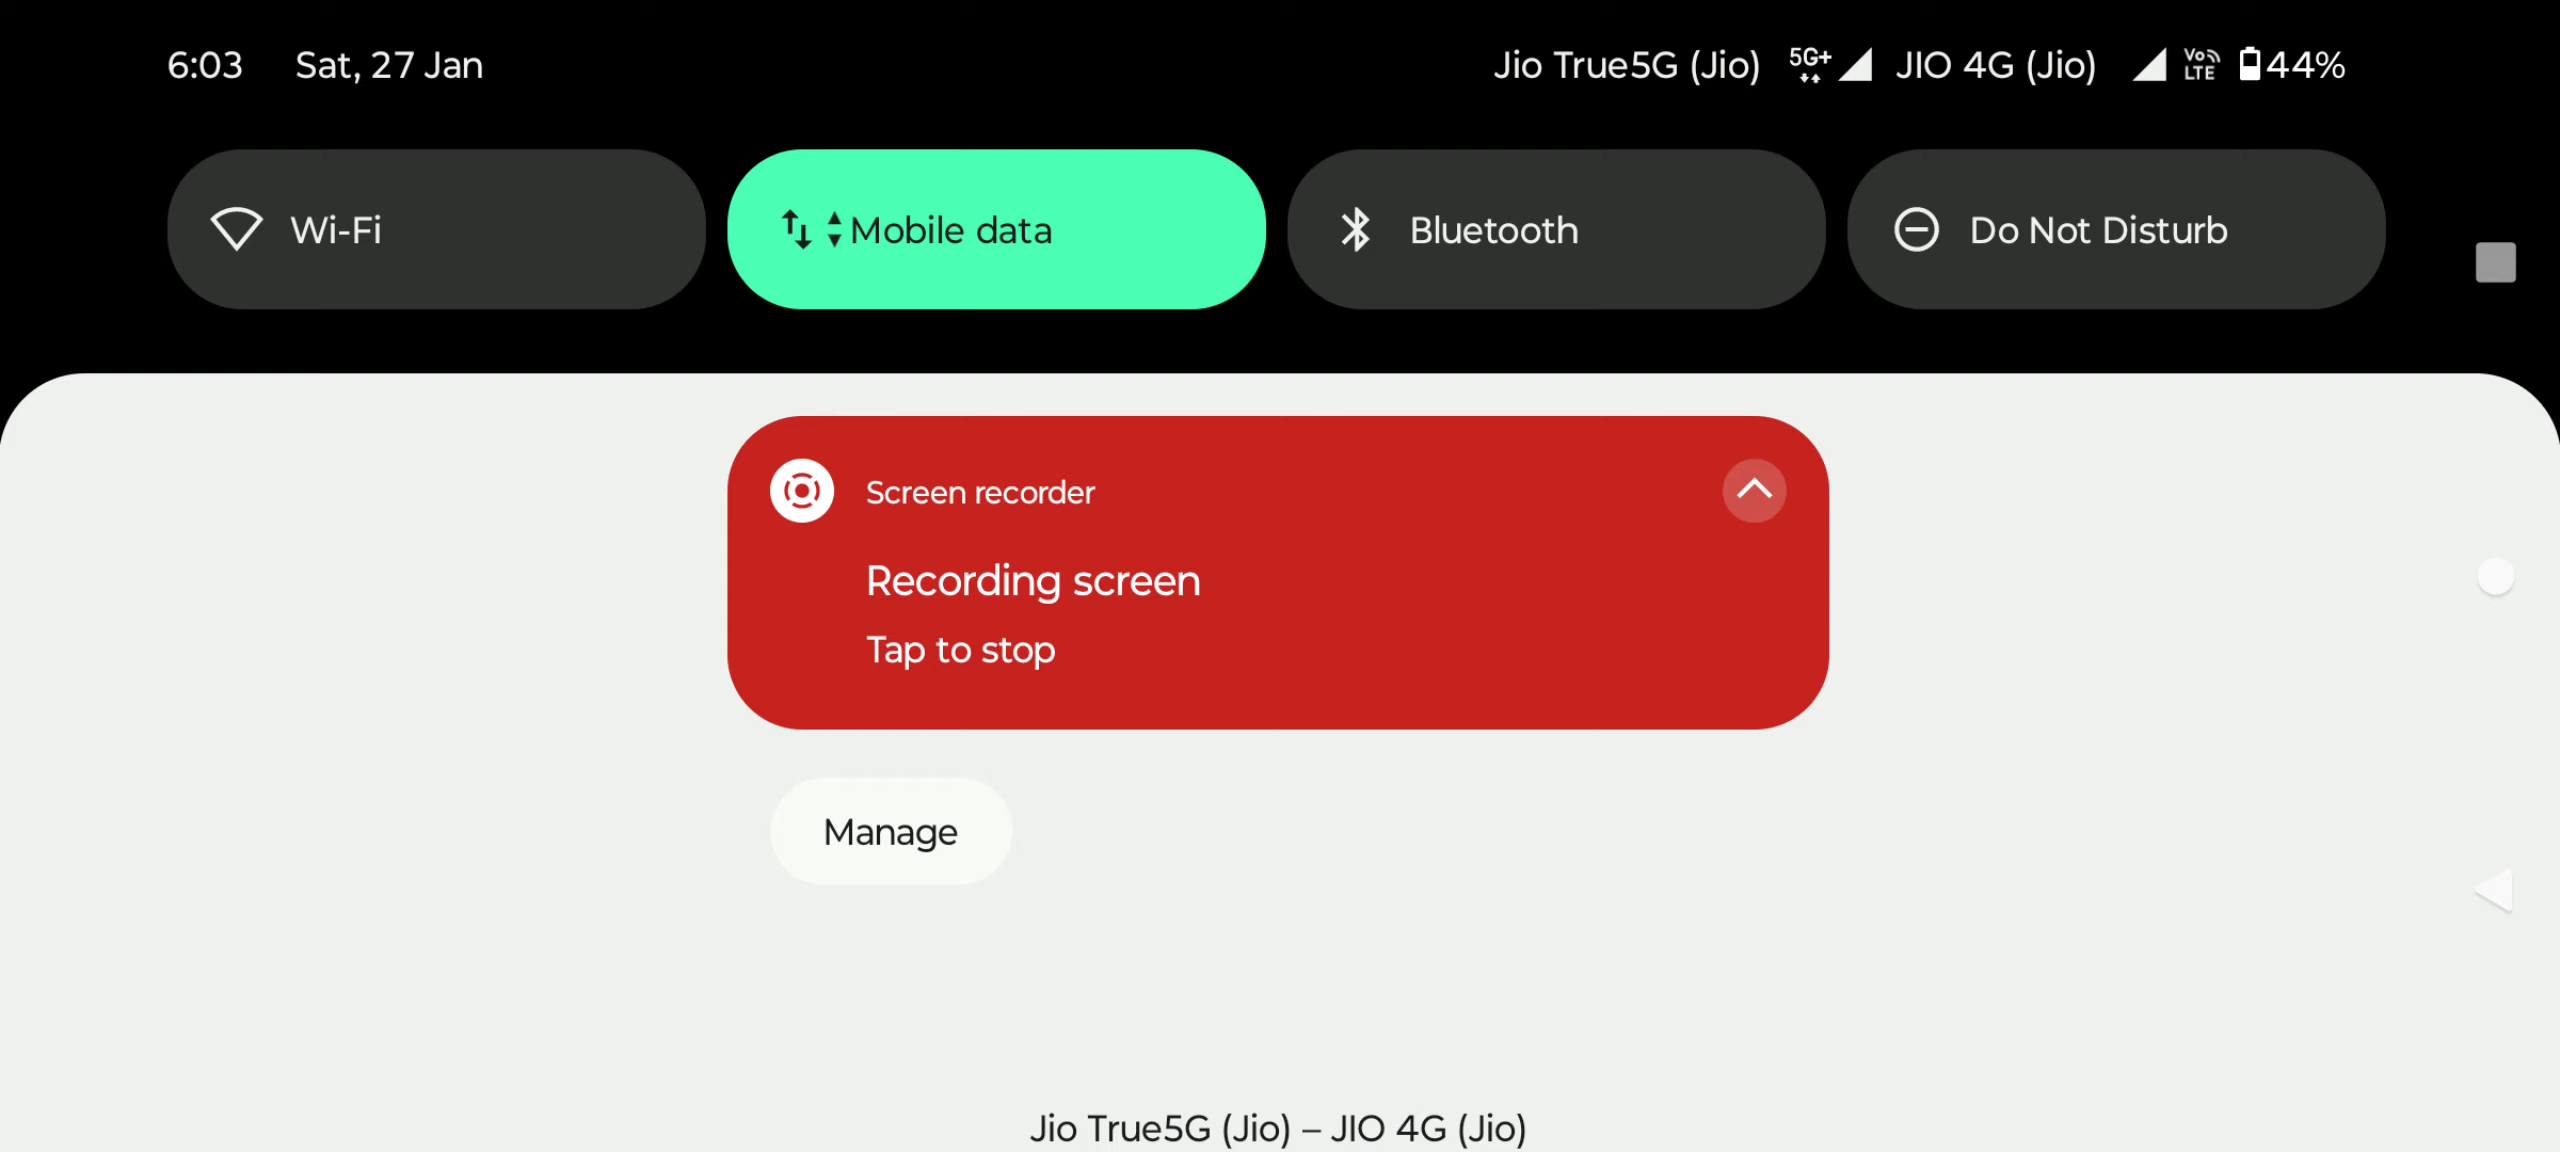 6:03 Sat, 27 Jan Jio True5G (Jio) 5G+ JIO 4G (Jio) Vo LTE 44%
Wi-Fi Mobile data Bluetooth Do Not Disturb
Screen recorder
Recording screen
Tap to stop
Manage
Jio True5G (Jio) – JIO 4G (Jio)